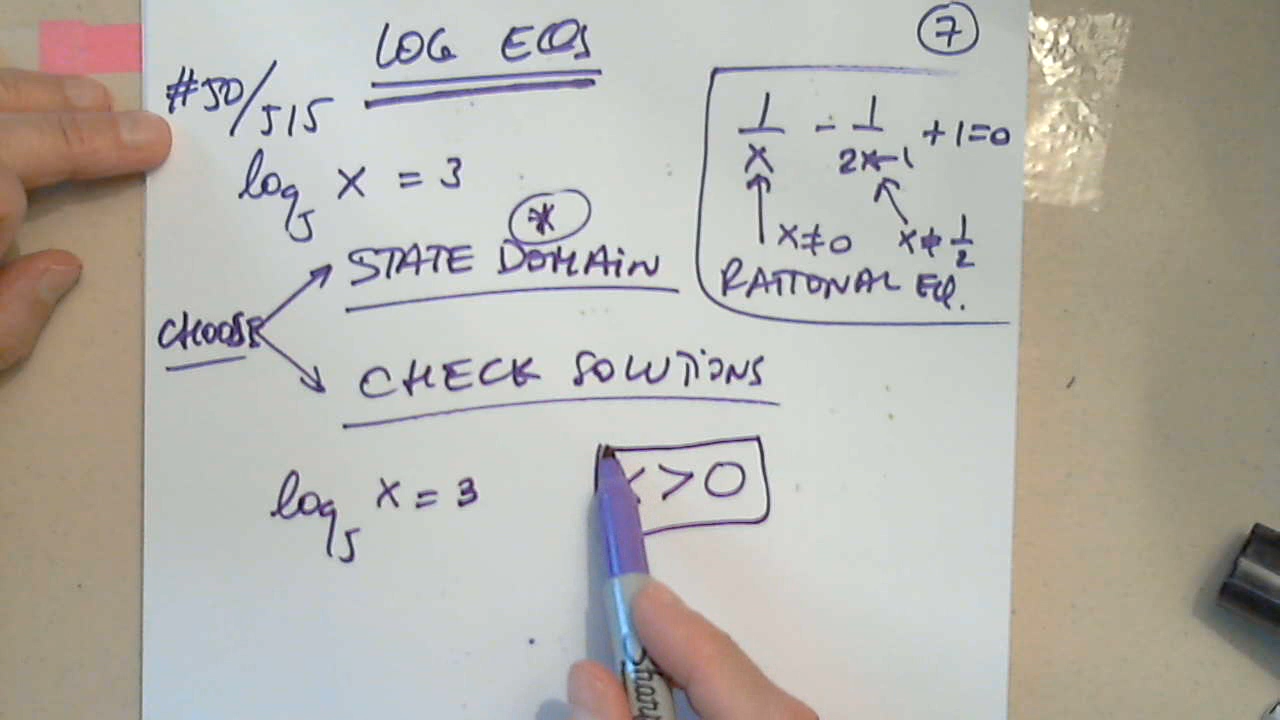 LOG EQs
7
#50/515
log₅ x = 3
*
STATE DOMAIN
CHOOSE
CHECK SOLUTIONS
log₅ x = 3
x > 0
1/x - 1/(2x-1) + 1 = 0
x ≠ 0 x ≠ 1/2
RATIONAL EQ.
Shar